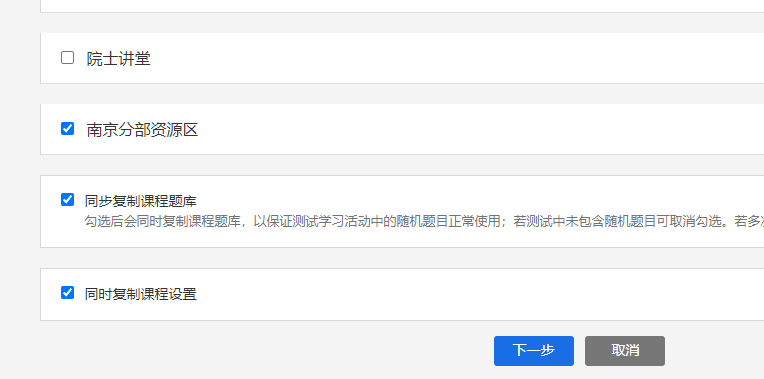 院士讲堂
南京分部资源区
同步复制课程题库
勾选后会同时复制课程题库，以保证测试学习活动中的随机题目正常使用；若测试中未包含随机题目可取消勾选。若多
同时复制课程设置
下一步
取消